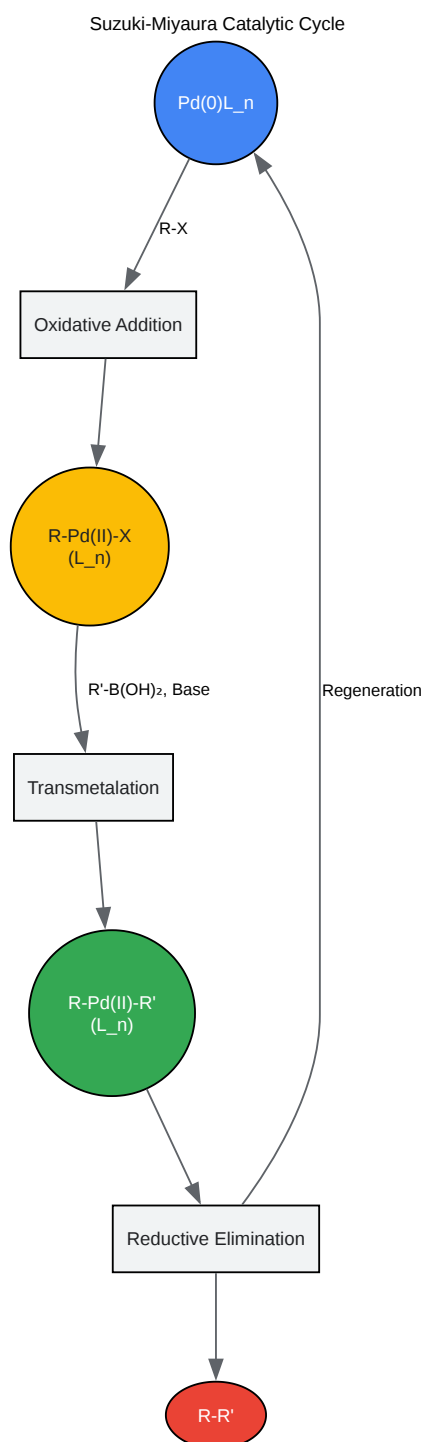 Suzuki-Miyaura Catalytic Cycle
Pd(0)L_n
R-X
Oxidative Addition
R-Pd(II)-X
(L_n)
R'-B(OH)₂, Base
Regeneration
Transmetalation
R-Pd(II)-R'
(L_n)
Reductive Elimination
R-R'